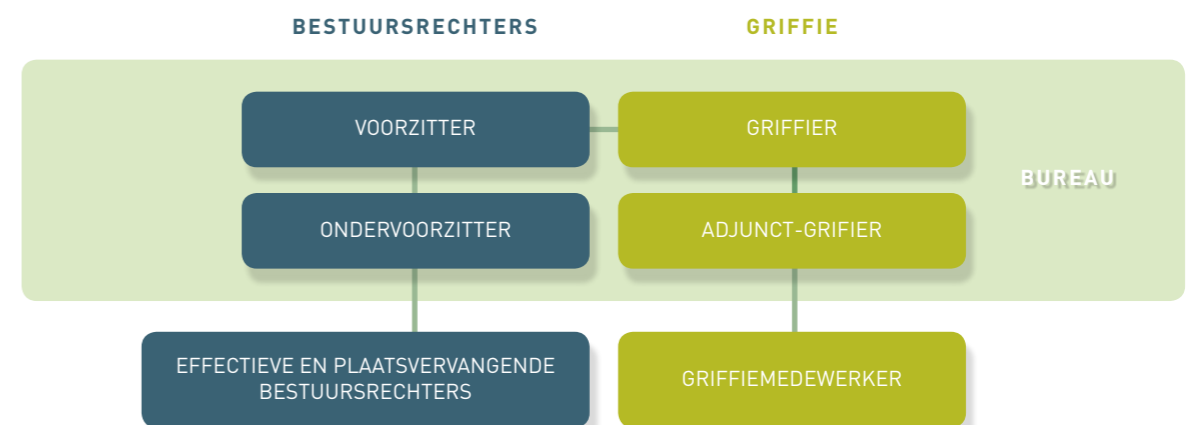 BESTUURSRECHTERS
GRIFFIE
VOORZITTER
GRIFFIER
BUREAU
ONDERVOORZITTER
ADJUNCT-GRIFIER
EFFECTIEVE EN PLAATSVERVANGENDE
BESTUURSRECHTERS
GRIFFIEMEDEWERKER